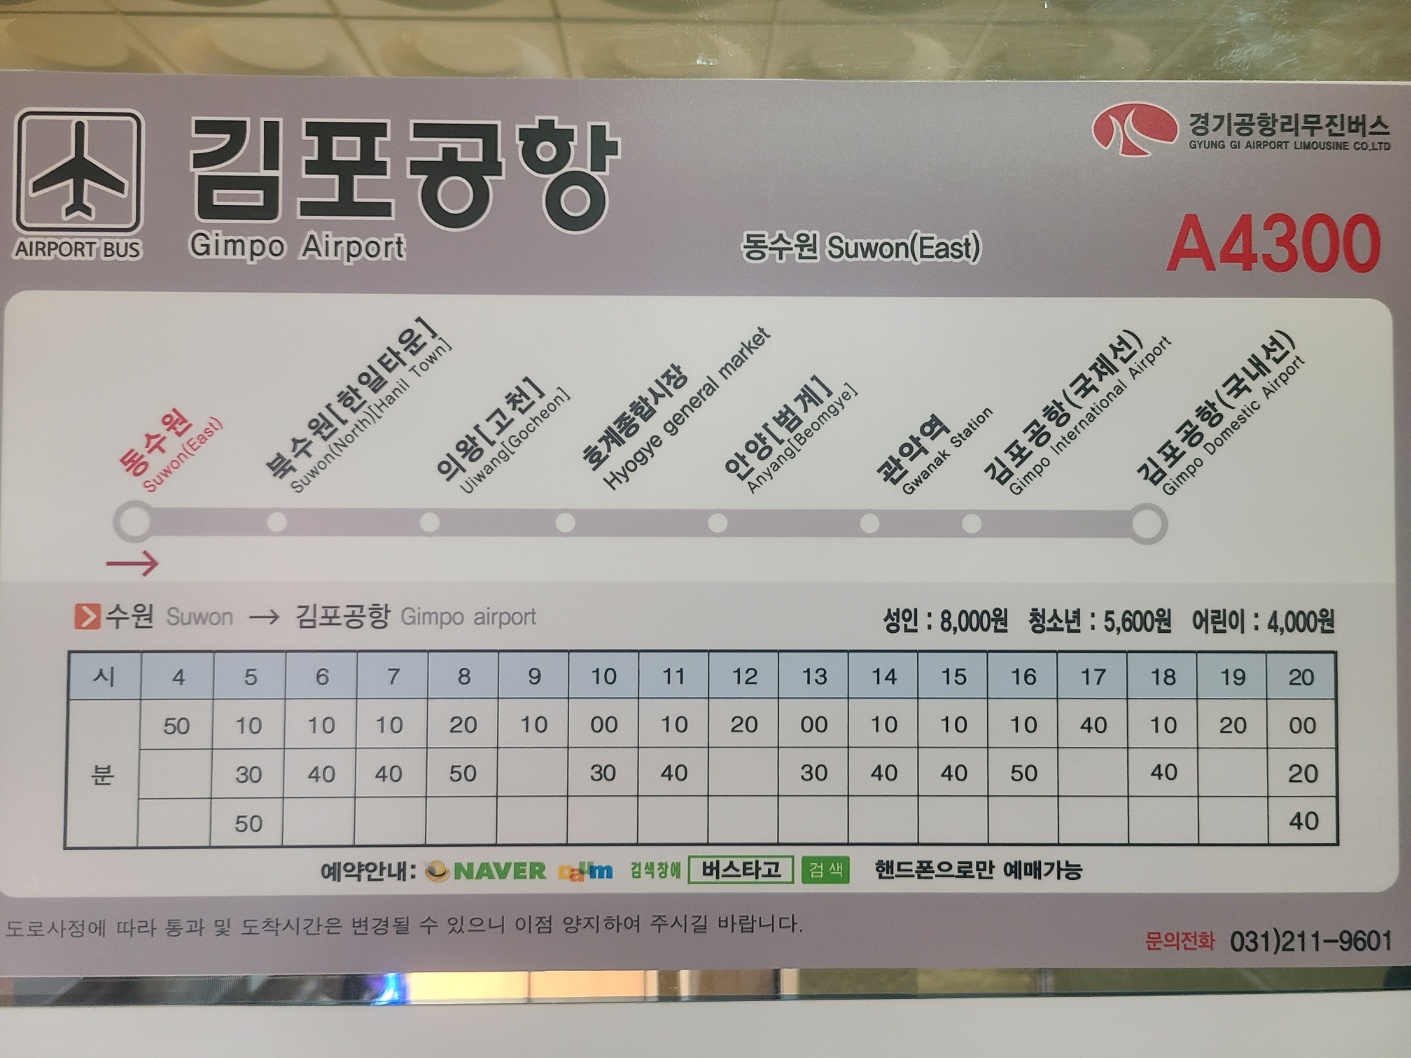 김포공항
Gimpo Airport
AIRPORT BUS
동수원 Suwon(East)
경기공항리무진버스
GYUNG GI AIRPORT LIMOUSINE CO.LTD
A4300
동수원
Suwon(East)
북수원[한일타운]
Suwon(North)[Hanil Town]
의왕[고천]
Uiwang[Gocheon]
호계종합시장
Hyogye general market
안양[범계]
Anyang[Beomgye]
관악역
Gwanak Station
김포공항(국제선)
Gimpo International Airport
김포공항(국내선)
Gimpo Domestic Airport
수원 Suwon → 김포공항 Gimpo airport
성인 : 8,000원 청소년 : 5,600원 어린이 : 4,000원
시 4 5 6 7 8 9 10 11 12 13 14 15 16 17 18 19 20
분 50 10 10 10 20 10 00 10 20 00 10 10 10 40 10 20 00
30 40 40 50 30 40 30 40 40 50 40 20
50 40
예약안내: NAVER Daum 검색창에 버스타고 검색 핸드폰으로만 예매가능
도로사정에 따라 통과 및 도착시간은 변경될 수 있으니 이점 양지하여 주시길 바랍니다.
문의전화 031)211-9601